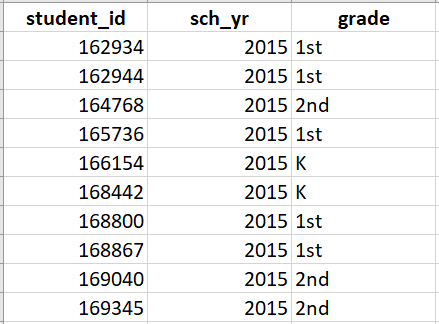 student_id sch_yr grade
162934 2015 1st
162944 2015 1st
164768 2015 2nd
165736 2015 1st
166154 2015 K
168442 2015 K
168800 2015 1st
168867 2015 1st
169040 2015 2nd
169345 2015 2nd